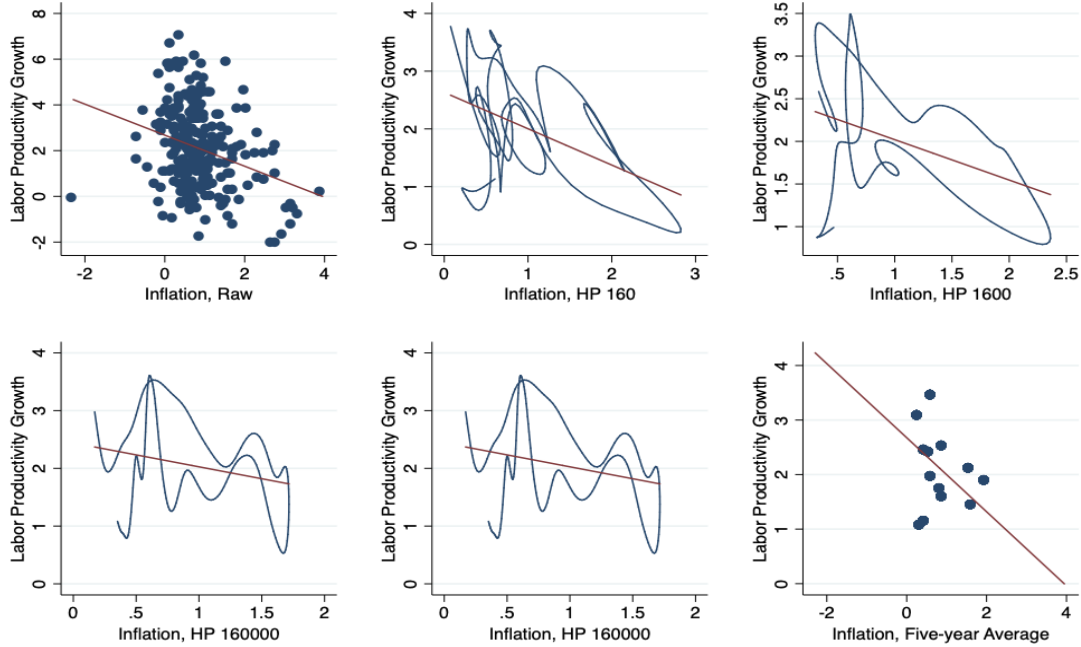 Labor Productivity Growth
8
6
4
2
0
-2
-2 0 2 4
Inflation, Raw
Labor Productivity Growth
4
3
2
1
0
0 1 2 3
Inflation, HP 160
Labor Productivity Growth
3.5
3
2.5
2
1.5
1
.5 1 1.5 2 2.5
Inflation, HP 1600
Labor Productivity Growth
4
3
2
1
0
0 .5 1 1.5 2
Inflation, HP 160000
Labor Productivity Growth
4
3
2
1
0
0 .5 1 1.5 2
Inflation, HP 160000
Labor Productivity Growth
4
3
2
1
0
-2 0 2 4
Inflation, Five-year Average